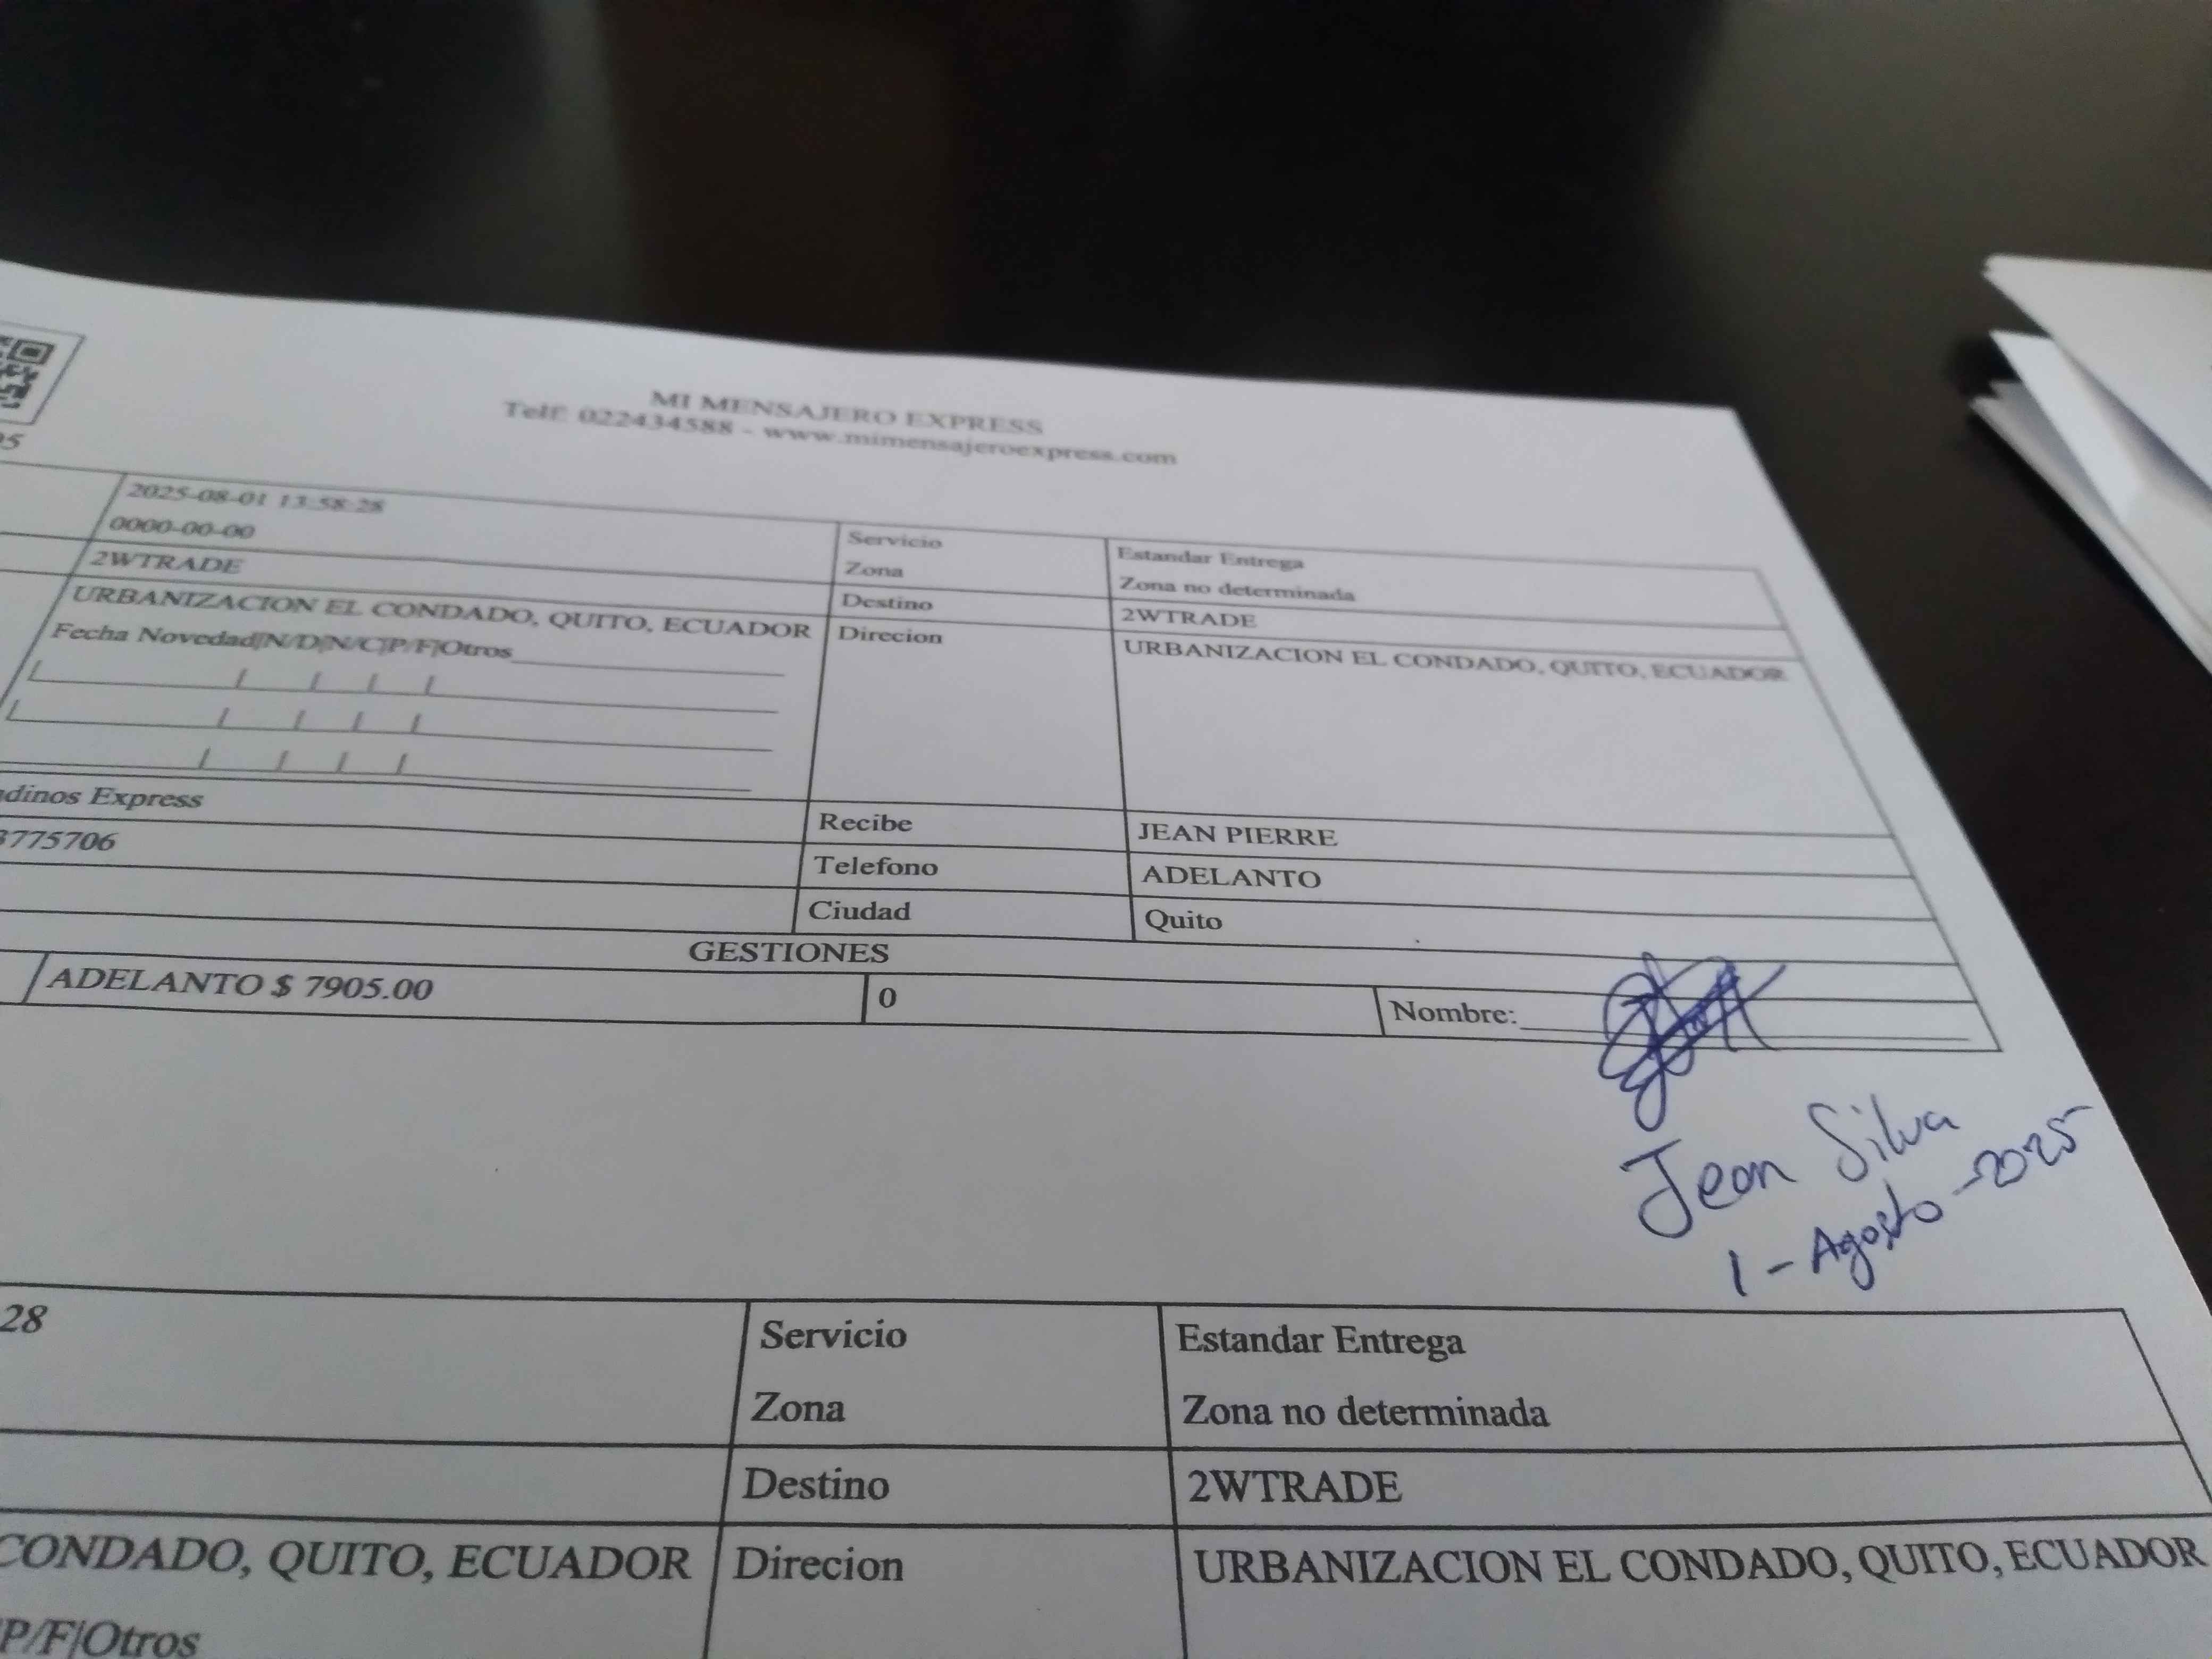 MI MENSAJERO EXPRESS
Telf: 022434588 - www.mimensajeroexpress.com
2025-08-01 13:58:28
0000-00-00
Servicio
Estandar Entrega
Zona
Zona no determinada
2WTRADE
Destino
2WTRADE
URBANIZACION EL CONDADO, QUITO, ECUADOR
Direcion
URBANIZACION EL CONDADO, QUITO, ECUADOR
Fecha Novedad|N/D|N/C|P/F|Otros
dinos Express
Recibe
JEAN PIERRE
775706
Telefono
ADELANTO
Ciudad
Quito
GESTIONES
ADELANTO $ 7905.00
0
Nombre:
Jean Silva
1-Agosto-2025
28
Servicio
Estandar Entrega
Zona
Zona no determinada
Destino
2WTRADE
CONDADO, QUITO, ECUADOR
Direcion
URBANIZACION EL CONDADO, QUITO, ECUADOR
P/F|Otros